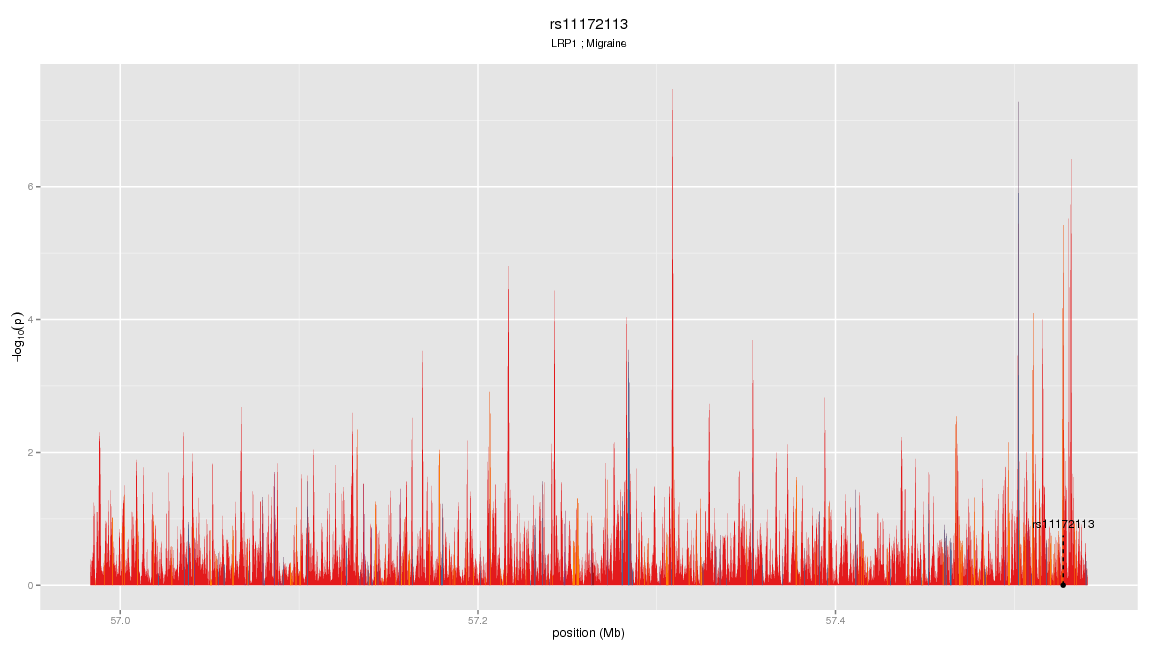 rs11172113
LRP1 ; Migraine
6
4
2
0
−log10(p)
rs11172113
57.0
57.2
57.4
position (Mb)